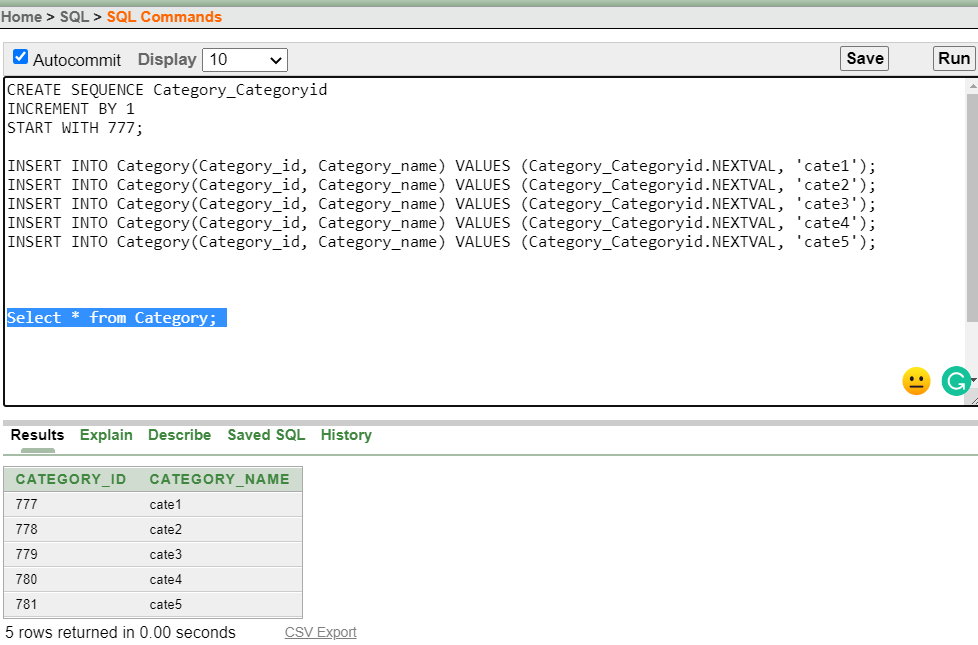 Home > SQL > SQL Commands
Autocommit Display 10 Save Run
CREATE SEQUENCE Category_Categoryid
INCREMENT BY 1
START WITH 777;
INSERT INTO Category(Category_id, Category_name) VALUES (Category_Categoryid.NEXTVAL, 'cate1');
INSERT INTO Category(Category_id, Category_name) VALUES (Category_Categoryid.NEXTVAL, 'cate2');
INSERT INTO Category(Category_id, Category_name) VALUES (Category_Categoryid.NEXTVAL, 'cate3');
INSERT INTO Category(Category_id, Category_name) VALUES (Category_Categoryid.NEXTVAL, 'cate4');
INSERT INTO Category(Category_id, Category_name) VALUES (Category_Categoryid.NEXTVAL, 'cate5');
Select * from Category;
Results Explain Describe Saved SQL History
CATEGORY_ID CATEGORY_NAME
777 cate1
778 cate2
779 cate3
780 cate4
781 cate5
5 rows returned in 0.00 seconds CSV Export